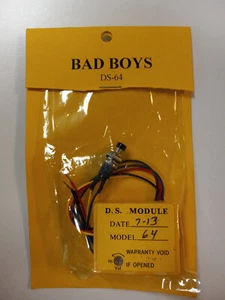 BAD BOYS
DS-64
D.S. MODULE
DATE 7-13
MODEL 64
WARRANTY VOID
IF OPENED